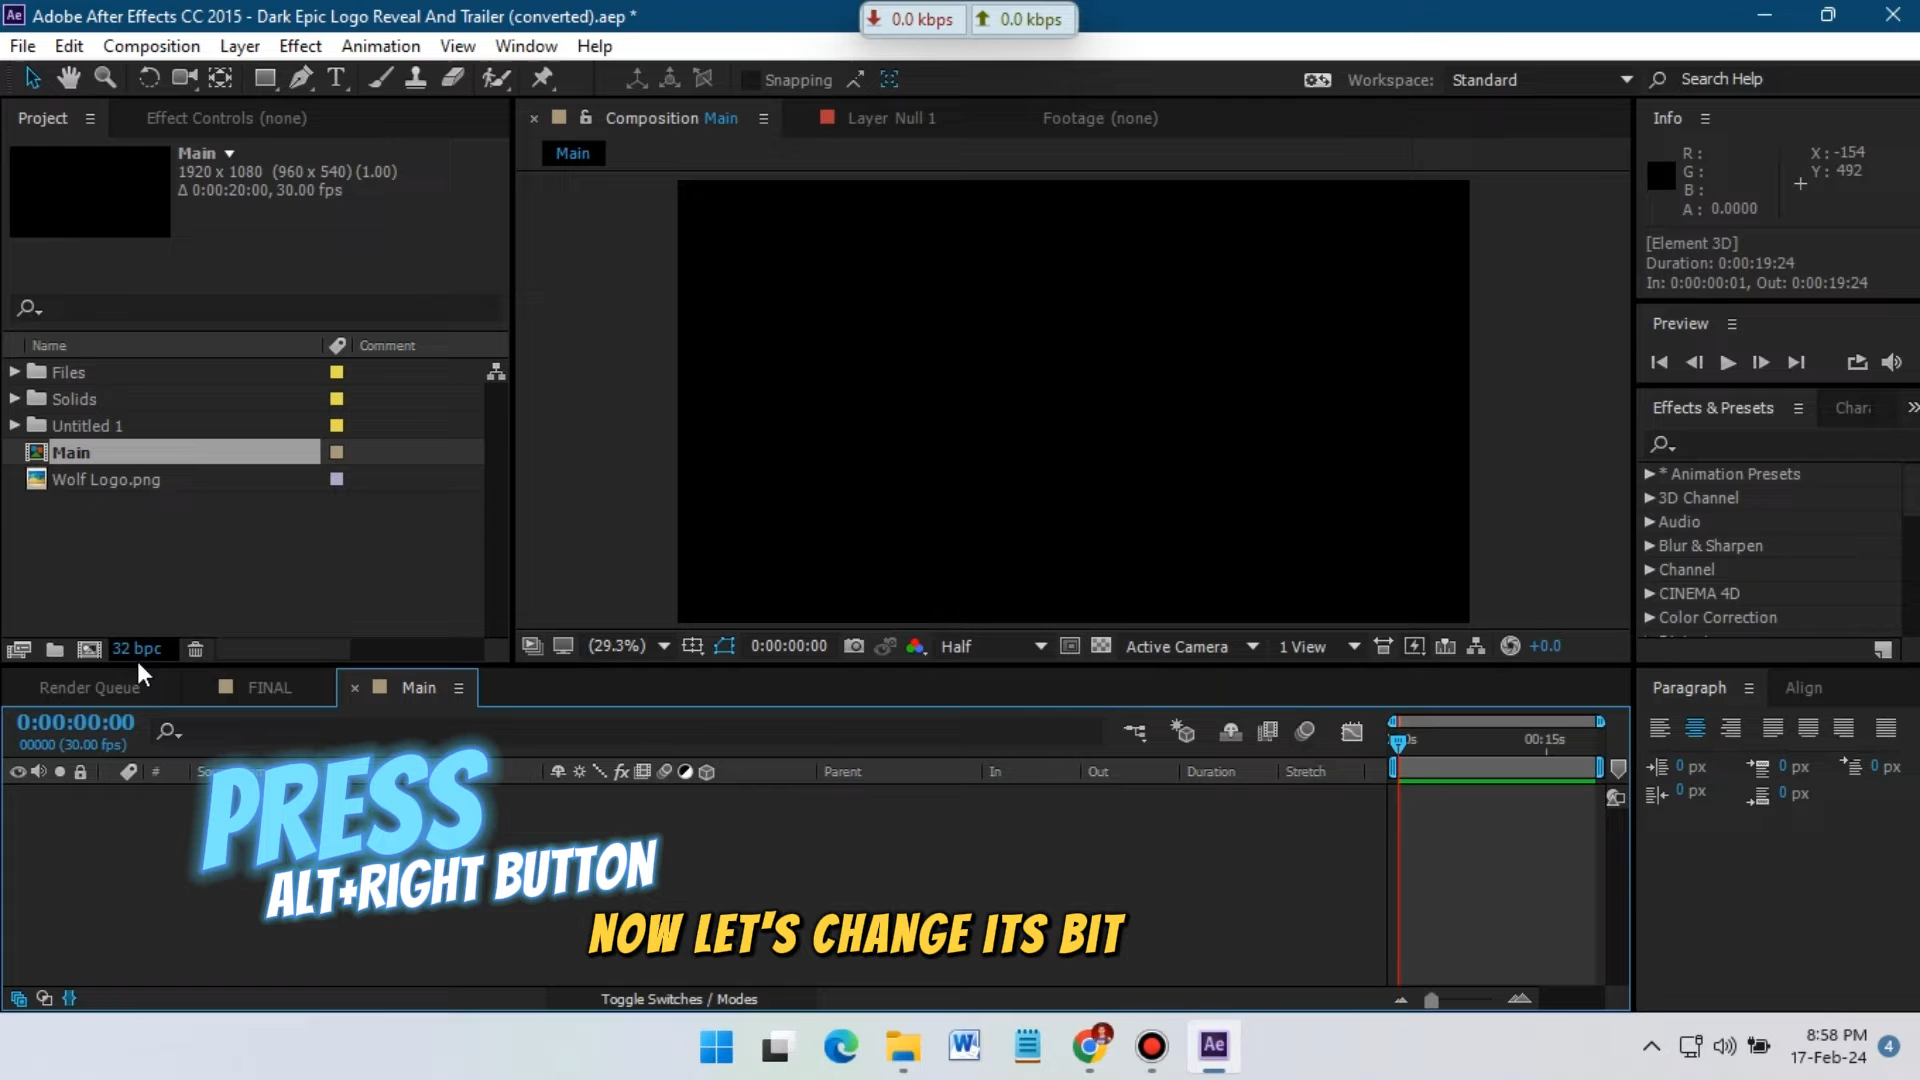 Adobe After Effects CC 2015 - Dark Epic Logo Reveal And Trailer (converted).aep *
0.0 kbps
0.0 kbps
File Edit Composition Layer Effect Animation View Window Help
Snapping
Workspace: Standard
Search Help
Project
Effect Controls (none)
Composition Main
Layer Null 1
Footage (none)
Info
Main
1920 x 1080 (960 x 540) (1.00)
Δ 0:00:20:00, 30.00 fps
Main
R:
G:
B:
A: 0.0000
X: -154
Y: 492
[Element 3D]
Duration: 0:00:19:24
In: 0:00:00:01, Out: 0:00:19:24
Preview
Name
Comment
Files
Solids
Untitled 1
Main
Wolf Logo.png
Effects & Presets
Chara
* Animation Presets
3D Channel
Audio
Blur & Sharpen
Channel
CINEMA 4D
Color Correction
32 bpc
(29.3%)
0:00:00:00
Half
Active Camera
1 View
+0.0
Render Queue
FINAL
Main
Paragraph
Align
0:00:00:00
00000 (30.00 fps)
00:15s
#
Parent
In
Out
Duration
Stretch
0 px
0 px
0 px
0 px
0 px
PRESS
ALT+RIGHT BUTTON
NOW LET'S CHANGE ITS BIT
Toggle Switches / Modes
8:58 PM
17-Feb-24
4